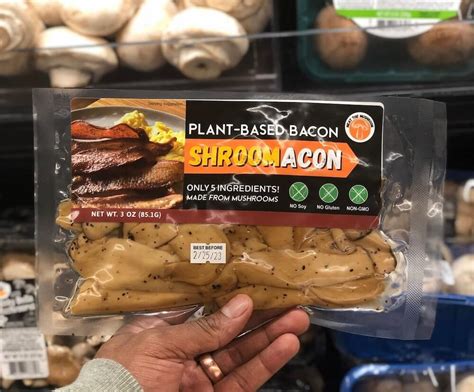 PLANT-BASED BACON
SHROOMACON
ONLY 5 INGREDIENTS!
MADE FROM MUSHROOMS
No Soy
No Gluten
NON-GMO
NET WT. 3 OZ (85.1G)
BEST BEFORE
2/25/23